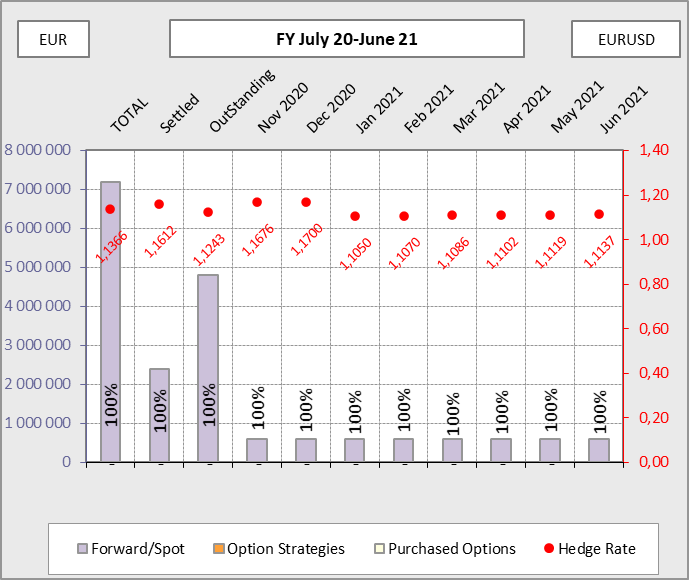 EUR
FY July 20-June 21
EURUSD
TOTAL
Settled
OutStanding
Nov 2020
Dec 2020
Jan 2021
Feb 2021
Mar 2021
Apr 2021
May 2021
Jun 2021
8 000 000
7 000 000
6 000 000
5 000 000
4 000 000
3 000 000
2 000 000
1 000 000
0
1,40
1,20
1,00
0,80
0,60
0,40
0,20
0,00
1,1366
1,1612
1,1243
1,1676
1,1700
1,1050
1,1070
1,1086
1,1102
1,1119
1,1137
100%
100%
100%
100%
100%
100%
100%
100%
100%
100%
100%
- - - - - - - - - - -
Forward/Spot Option Strategies Purchased Options Hedge Rate